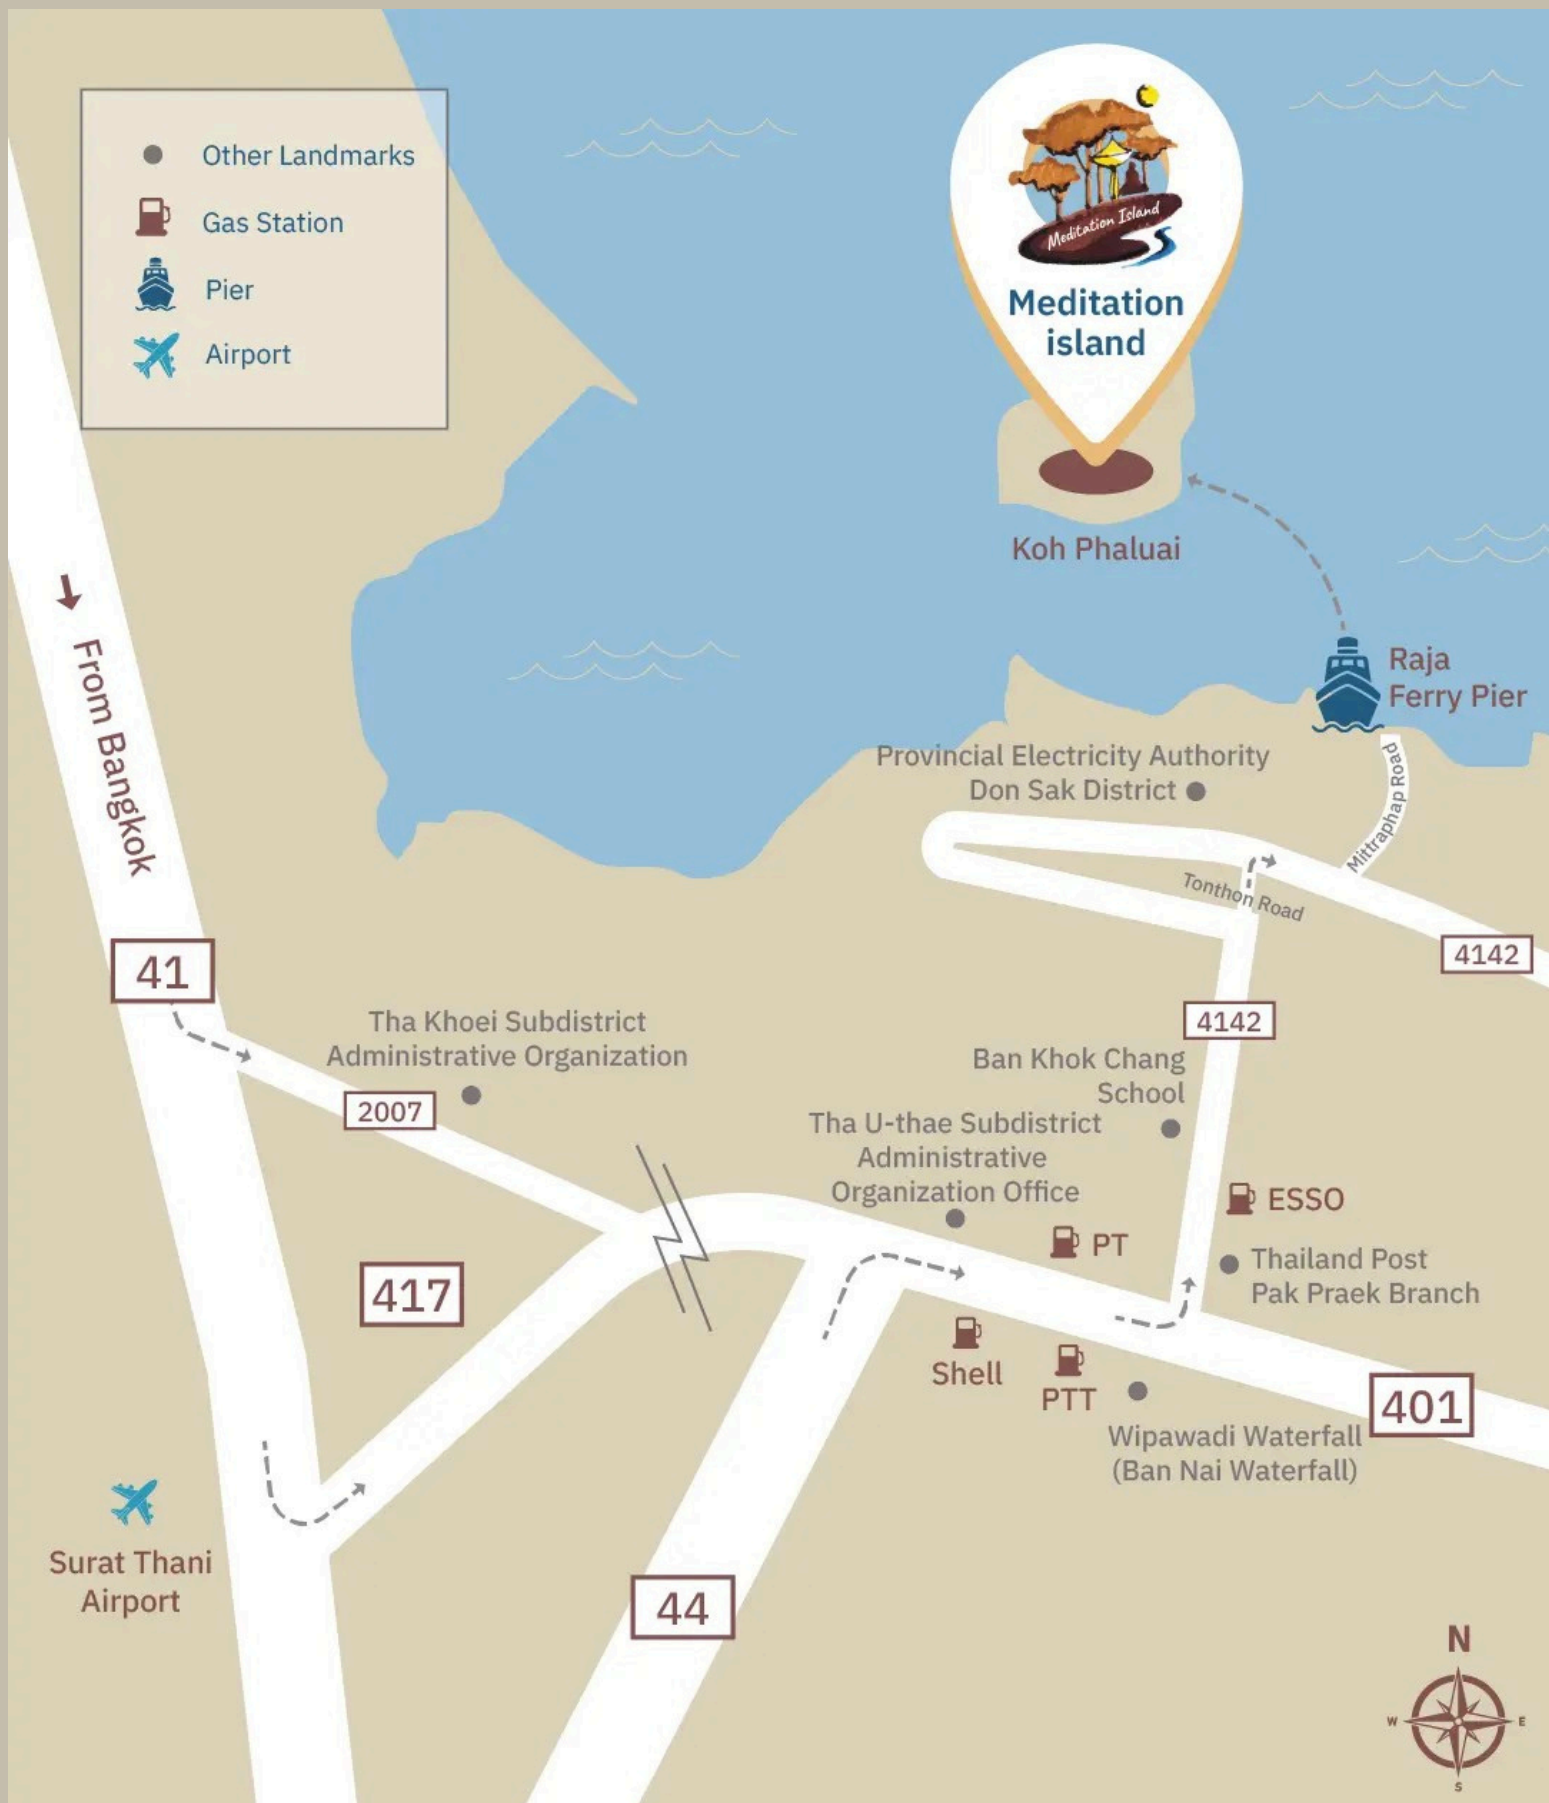 Other Landmarks
Gas Station
Pier
Airport
Meditation Island
Meditation
island
Koh Phaluai
Raja
Ferry Pier
From Bangkok
Provincial Electricity Authority
Don Sak District
Mittraphap Road
Tonthon Road
4142
41
4142
Tha Khoei Subdistrict
Administrative Organization
2007
Ban Khok Chang
School
Tha U-thae Subdistrict
Administrative
Organization Office
ESSO
PT
Thailand Post
Pak Praek Branch
417
Shell
PTT
401
Wipawadi Waterfall
(Ban Nai Waterfall)
Surat Thani
Airport
44
N
W
E
S